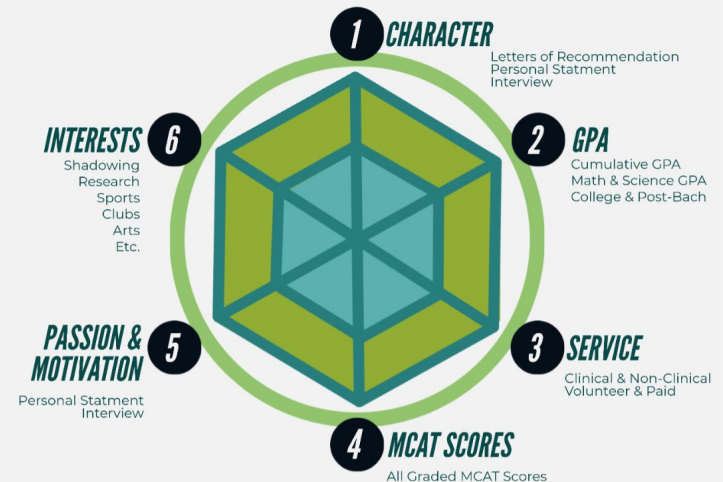 1 CHARACTER
Letters of Recommendation
Personal Statment
Interview
2 GPA
Cumulative GPA
Math & Science GPA
College & Post-Bach
3 SERVICE
Clinical & Non-Clinical
Volunteer & Paid
4 MCAT SCORES
All Graded MCAT Scores
PASSION & 5
MOTIVATION
Personal Statment
Interview
INTERESTS 6
Shadowing
Research
Sports
Clubs
Arts
Etc.